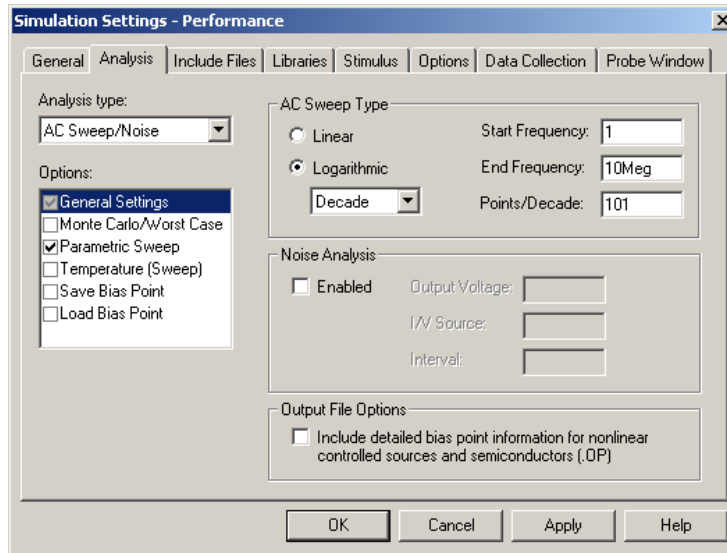 Simulation Settings - Performance
General Analysis Include Files Libraries Stimulus Options Data Collection Probe Window
Analysis type:
AC Sweep/Noise
Options:
General Settings
Monte Carlo/Worst Case
Parametric Sweep
Temperature (Sweep)
Save Bias Point
Load Bias Point
AC Sweep Type
Linear
Logarithmic
Decade
Start Frequency: 1
End Frequency: 10Meg
Points/Decade: 101
Noise Analysis
Enabled
Output Voltage:
I/V Source:
Interval:
Output File Options
Include detailed bias point information for nonlinear
controlled sources and semiconductors (.OP)
OK Cancel Apply Help